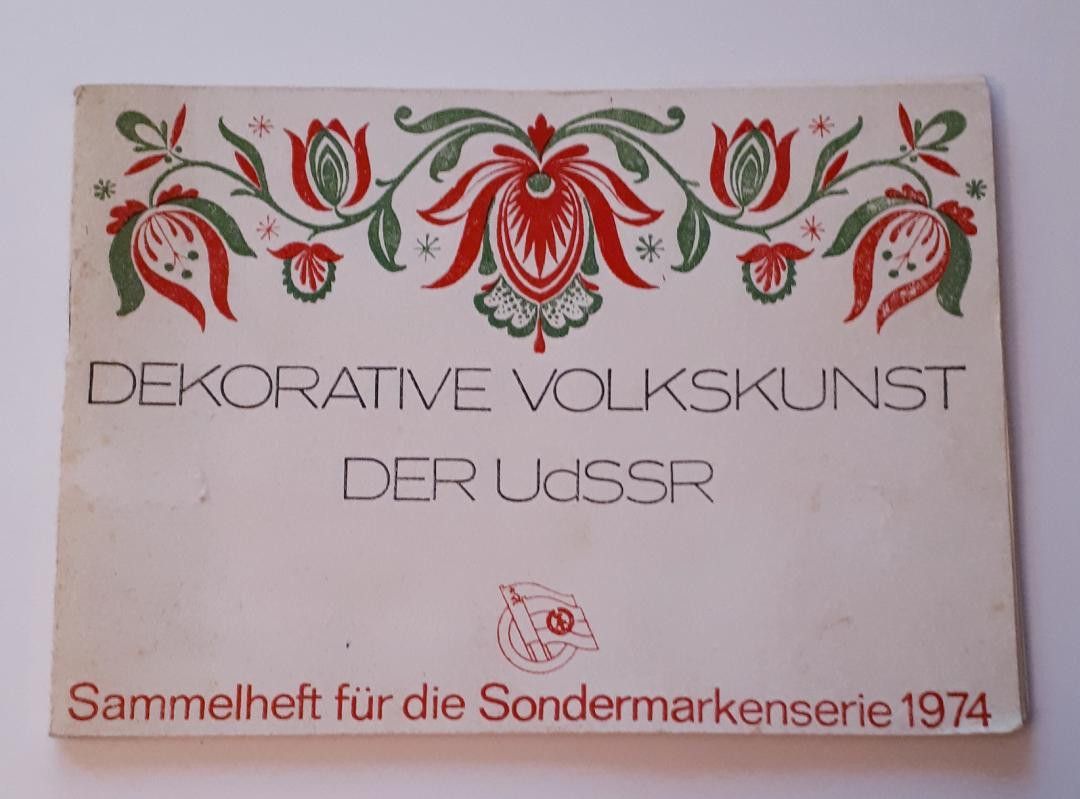 DEKORATIVE VOLKSKUNST
DER UdSSR
Sammelheft für die Sondermarkenserie 1974